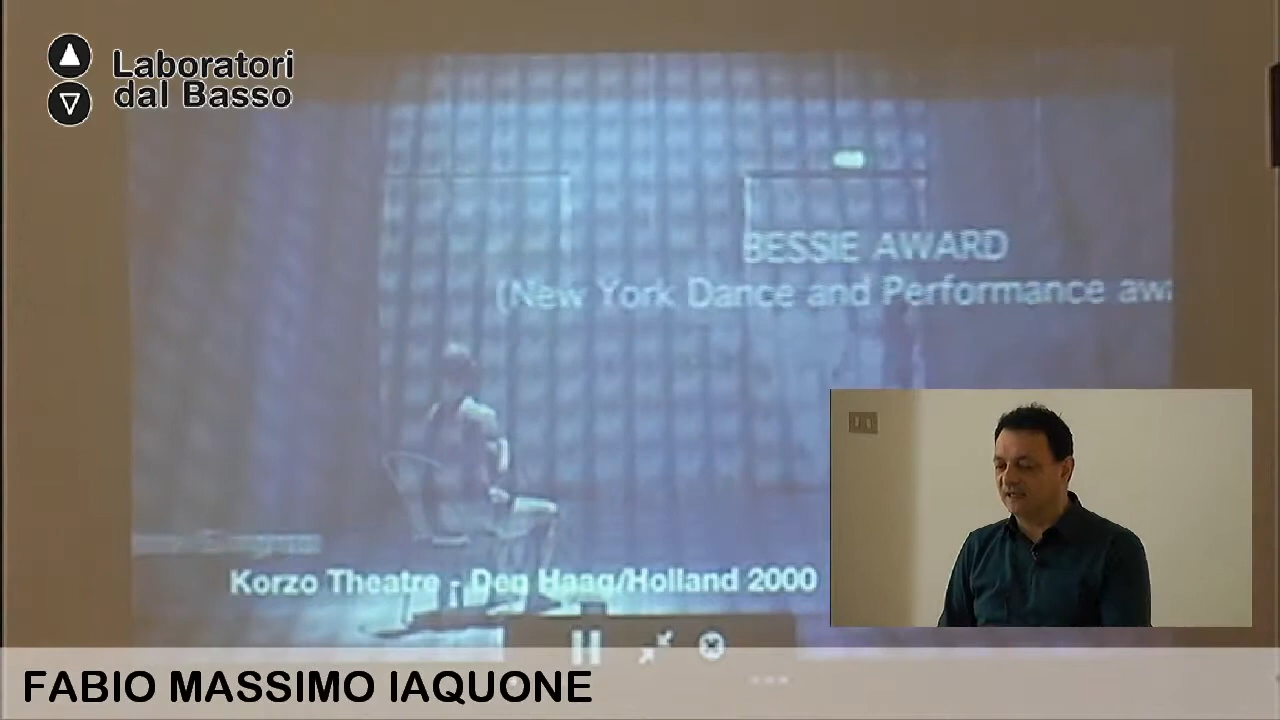 Laboratori
dal Basso
BESSIE AWARD
(New York Dance and Performance
Korzo Theatre - Den Haag/Holland 2000
FABIO MASSIMO IAQUONE